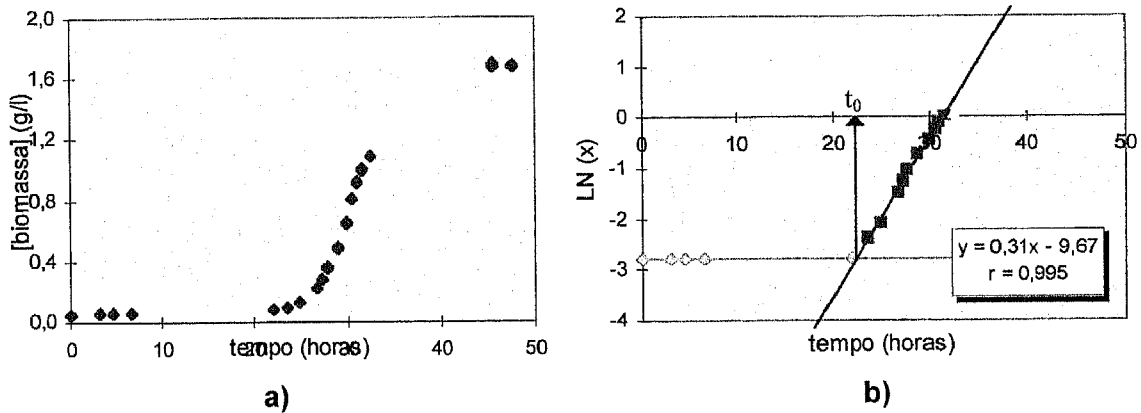 2,0
1,6
1,2
0,8
0,4
0,0
[biomassa] (g/l)
0 10 20 30 40 50
tempo (horas)
a)
2
1
0
-1
-2
-3
-4
LN (x)
t0
0 10 20 30 40 50
y = 0,31x - 9,67
r = 0,995
tempo (horas)
b)